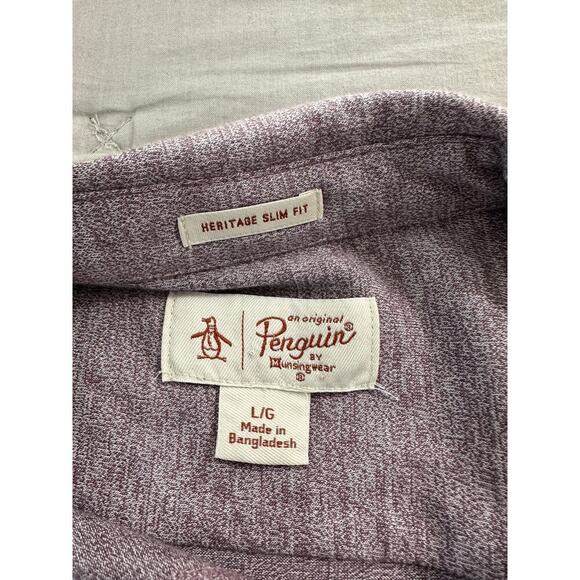 HERITAGE SLIM FIT
an original
Penguin®
BY
Munsingwear
®
L/G
Made in
Bangladesh